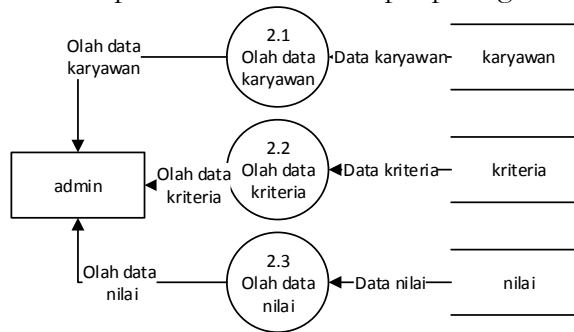 2.1
Olah data
karyawan
Olah data
karyawan
Data karyawan
karyawan
2.2
Olah data
kriteria
Olah data
kriteria
Data kriteria
kriteria
admin
2.3
Olah data
nilai
Olah data
nilai
Data nilai
nilai